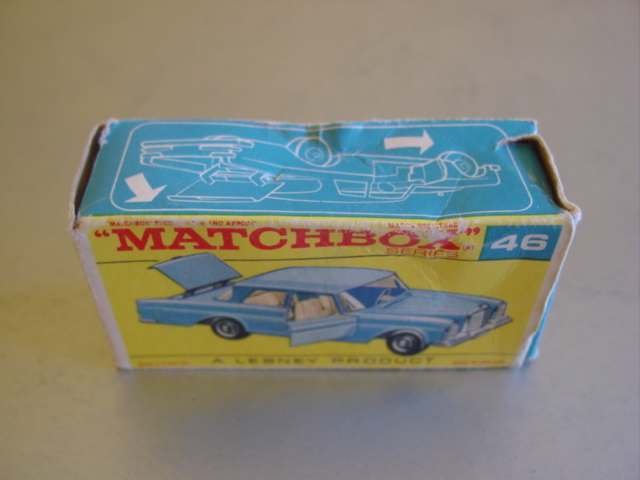 "MATCHBOX"
SERIES
46
A LESNEY PRODUCT